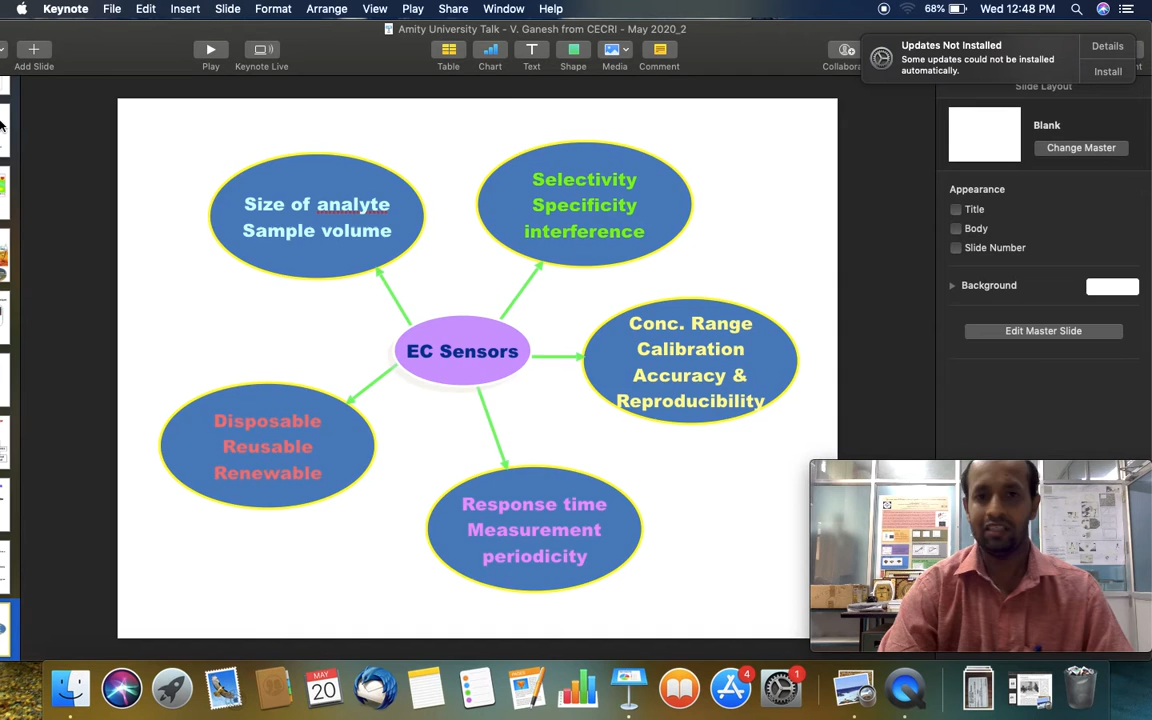 Keynote File Edit Insert Slide Format Arrange View Play Share Window Help 68% Wed 12:48 PM
Amity University Talk - V. Ganesh from CECRI - May 2020_2
Add Slide Play Keynote Live Table Chart Text Shape Media Comment Collabora
Updates Not Installed
Some updates could not be installed
automatically.
Details
Install
Slide Layout
Blank
Change Master
Appearance
Title
Body
Slide Number
Background
Edit Master Slide
Size of analyte
Sample volume
Selectivity
Specificity
interference
EC Sensors
Conc. Range
Calibration
Accuracy &
Reproducibility
Disposable
Reusable
Renewable
Response time
Measurement
periodicity
MAY
20
4
1